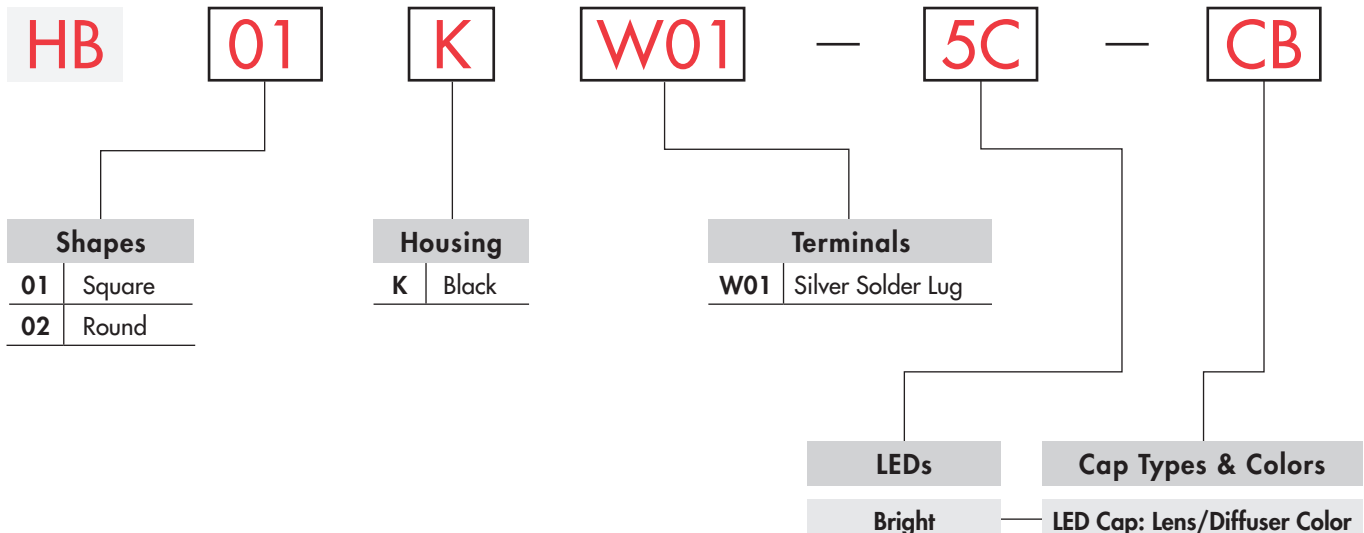 HB 01 K W01 — 5C — CB
Shapes Housing Terminals
01 Square K Black W01 Silver Solder Lug
02 Round
LEDs Cap Types & Colors
Bright LED Cap: Lens/Diffuser Color